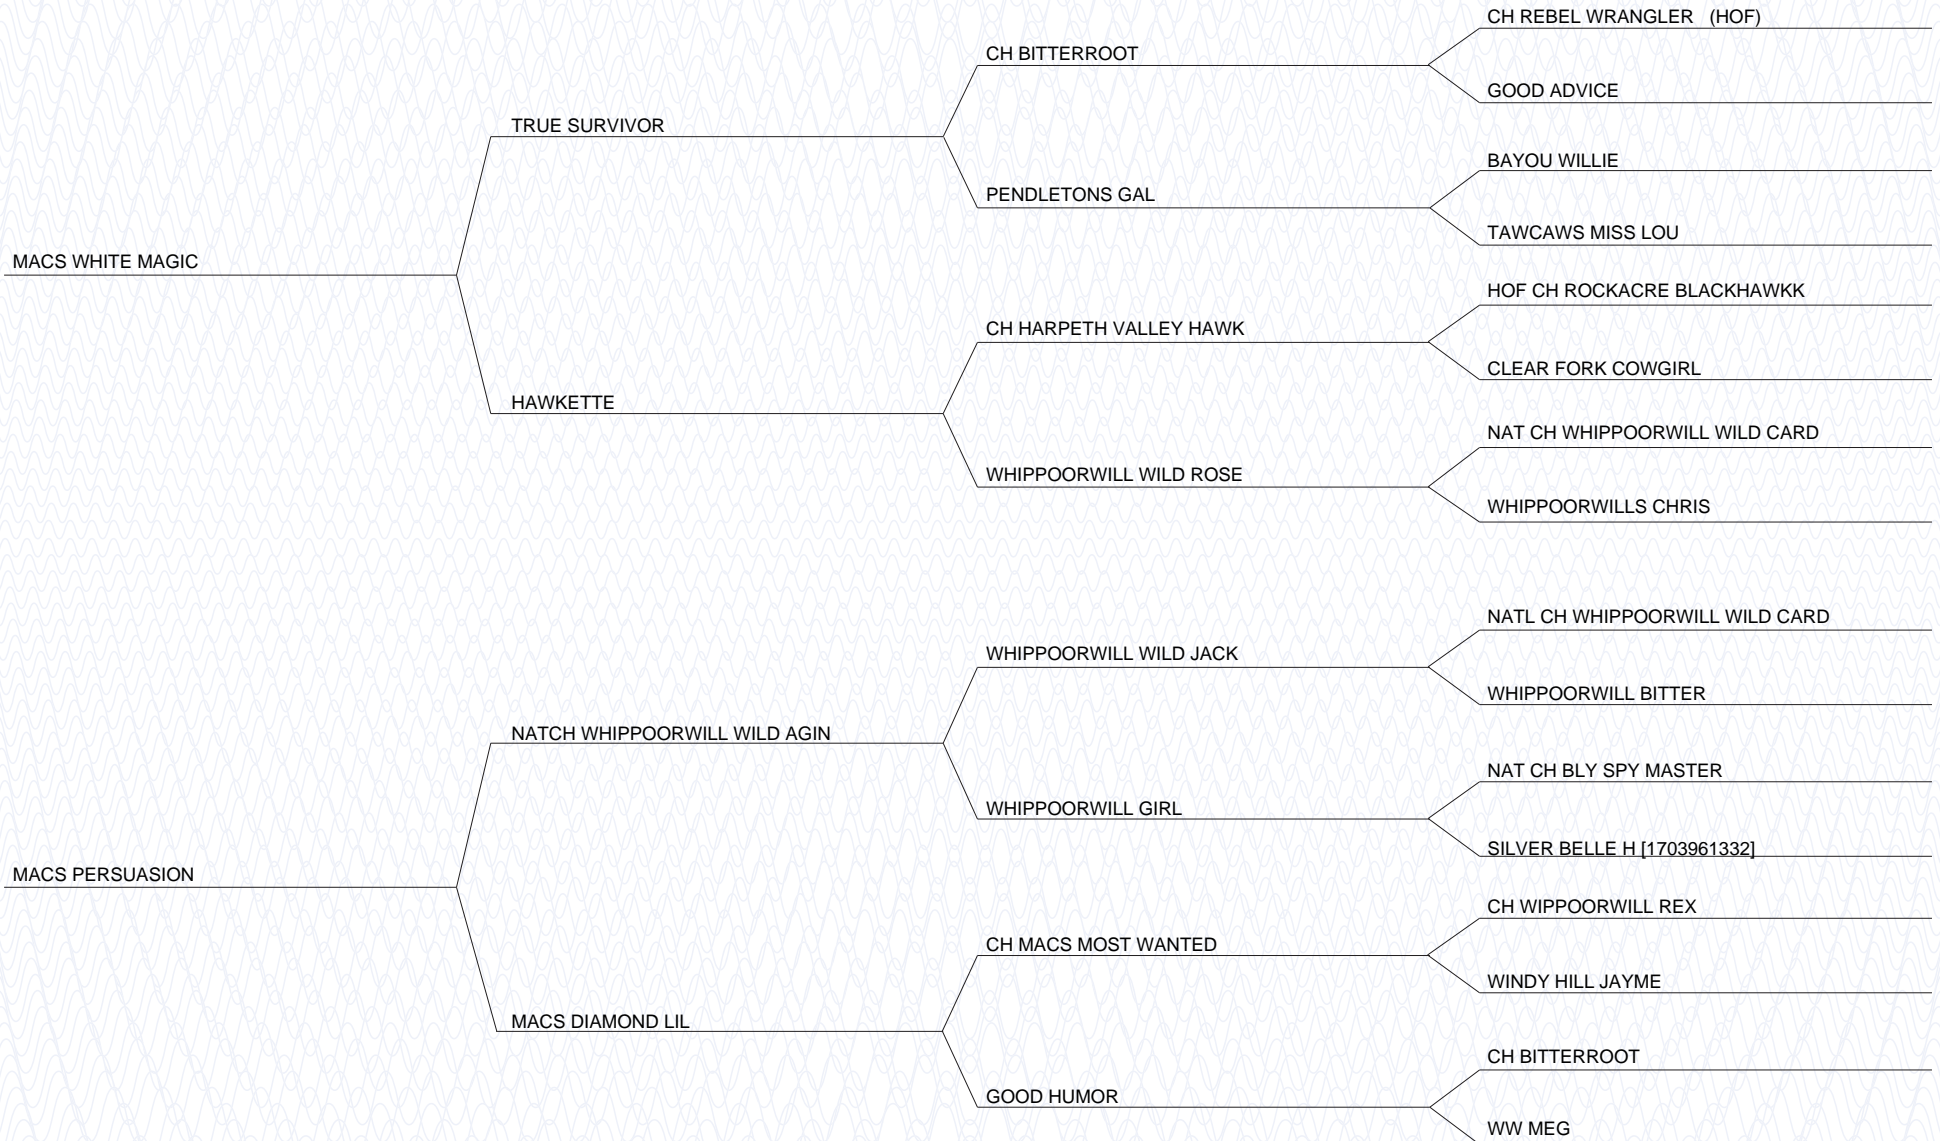 CH REBEL WRANGLER (HOF)
CH BITTERROOT
GOOD ADVICE
TRUE SURVIVOR
BAYOU WILLIE
PENDLETONS GAL
TAWCAWS MISS LOU
MACS WHITE MAGIC
HOF CH ROCKACRE BLACKHAWKK
CH HARPETH VALLEY HAWK
CLEAR FORK COWGIRL
HAWKETTE
NAT CH WHIPPOORWILL WILD CARD
WHIPPOORWILL WILD ROSE
WHIPPOORWILLS CHRIS
NATL CH WHIPPOORWILL WILD CARD
WHIPPOORWILL WILD JACK
WHIPPOORWILL BITTER
NATCH WHIPPOORWILL WILD AGIN
NAT CH BLY SPY MASTER
WHIPPOORWILL GIRL
SILVER BELLE H [1703961332]
MACS PERSUASION
CH WIPPOORWILL REX
CH MACS MOST WANTED
WINDY HILL JAYME
MACS DIAMOND LIL
CH BITTERROOT
GOOD HUMOR
WW MEG